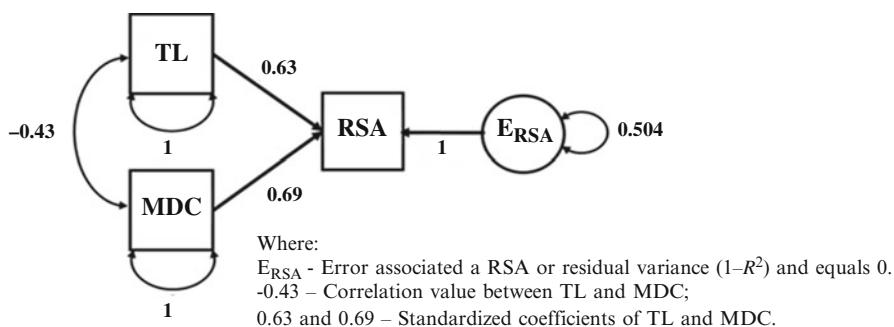 TL
0.63
–0.43
1
RSA
1
E_RSA
0.504
0.69
MDC
1
Where:
E_RSA - Error associated a RSA or residual variance (1–R²) and equals 0.
-0.43 – Correlation value between TL and MDC;
0.63 and 0.69 – Standardized coefficients of TL and MDC.